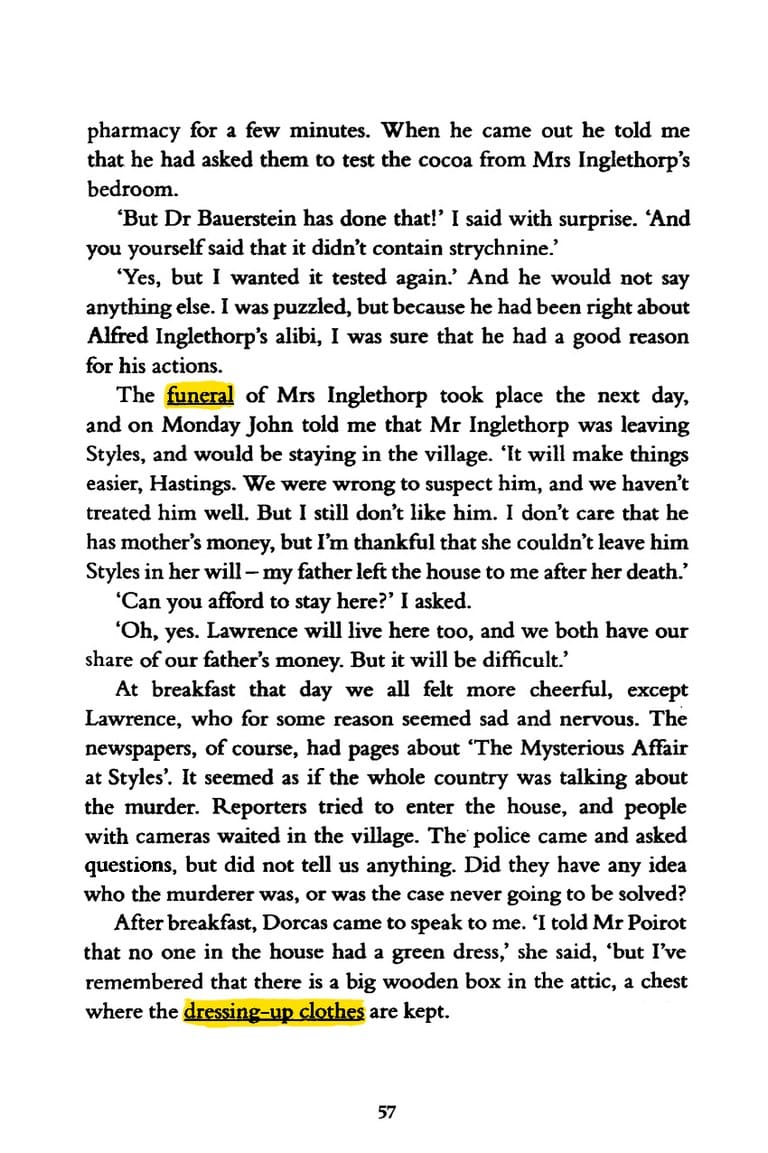 pharmacy for a few minutes. When he came out he told me
that he had asked them to test the cocoa from Mrs Inglethorp’s
bedroom.
‘But Dr Bauerstein has done that!’ I said with surprise. ‘And
you yourself said that it didn’t contain strychnine.’
‘Yes, but I wanted it tested again.’ And he would not say
anything else. I was puzzled, but because he had been right about
Alfred Inglethorp’s alibi, I was sure that he had a good reason
for his actions.
The funeral of Mrs Inglethorp took place the next day,
and on Monday John told me that Mr Inglethorp was leaving
Styles, and would be staying in the village. ‘It will make things
easier, Hastings. We were wrong to suspect him, and we haven’t
treated him well. But I still don’t like him. I don’t care that he
has mother’s money, but I’m thankful that she couldn’t leave him
Styles in her will – my father left the house to me after her death.’
‘Can you afford to stay here?’ I asked.
‘Oh, yes. Lawrence will live here too, and we both have our
share of our father’s money. But it will be difficult.’
At breakfast that day we all felt more cheerful, except
Lawrence, who for some reason seemed sad and nervous. The
newspapers, of course, had pages about ‘The Mysterious Affair
at Styles’. It seemed as if the whole country was talking about
the murder. Reporters tried to enter the house, and people
with cameras waited in the village. The police came and asked
questions, but did not tell us anything. Did they have any idea
who the murderer was, or was the case never going to be solved?
After breakfast, Dorcas came to speak to me. ‘I told Mr Poirot
that no one in the house had a green dress,’ she said, ‘but I’ve
remembered that there is a big wooden box in the attic, a chest
where the dressing-up clothes are kept.
57